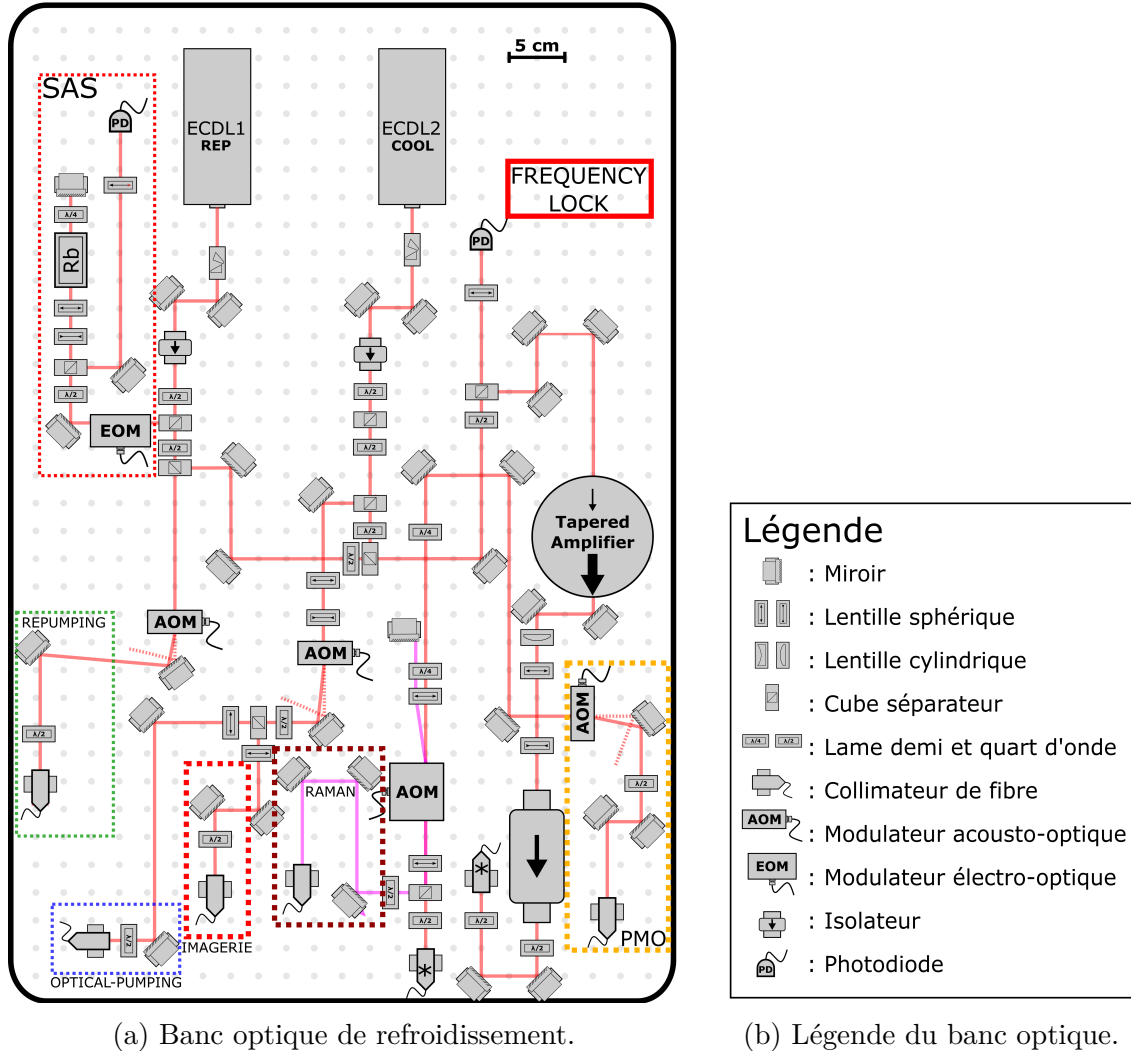 SAS
5 cm
PD
ECDL1
REP
ECDL2
COOL
FREQUENCY
LOCK
λ/4
PD
Rb
λ/2
λ/2
λ/2
EOM
λ/2
λ/2
λ/2
λ/2
λ/4
Tapered
Amplifier
λ/2
λ/2
REPUMPING
AOM
AOM
λ/4
AOM
λ/2
λ/2
λ/2
RAMAN
AOM
λ/2
λ/2
*
λ/2
λ/2
λ/2
λ/2
λ/2
IMAGERIE
PMO
*
OPTICAL-PUMPING
Légende
: Miroir
: Lentille sphérique
: Lentille cylindrique
: Cube séparateur
λ/4 λ/2 : Lame demi et quart d'onde
: Collimateur de fibre
AOM : Modulateur acousto-optique
EOM : Modulateur électro-optique
: Isolateur
PD : Photodiode
(a) Banc optique de refroidissement.
(b) Légende du banc optique.